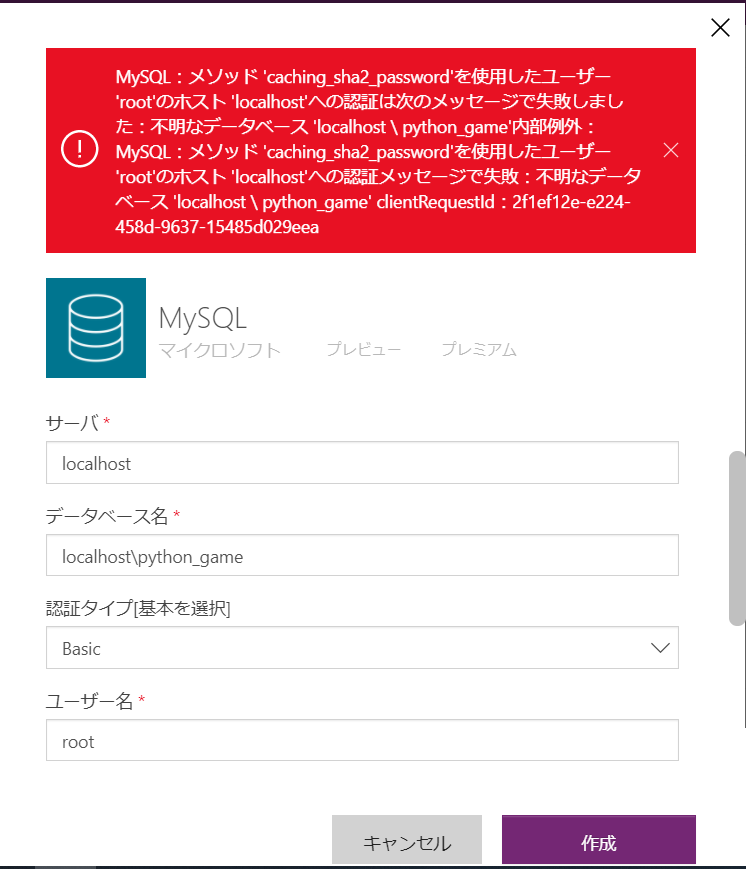 MySQL：メソッド 'caching_sha2_password'を使用したユーザー
'root'のホスト 'localhost'への認証は次のメッセージで失敗しまし
た：不明なデータベース 'localhost \ python_game'内部例外：
MySQL：メソッド 'caching_sha2_password'を使用したユーザー
'root'のホスト 'localhost'への認証メッセージで失敗：不明なデータ
ベース 'localhost \ python_game' clientRequestId：2f1ef12e-e224-
458d-9637-15485d029eea
MySQL
マイクロソフト プレビュー プレミアム
サーバ *
localhost
データベース名 *
localhost\python_game
認証タイプ[基本を選択]
Basic
ユーザー名 *
root
キャンセル 作成